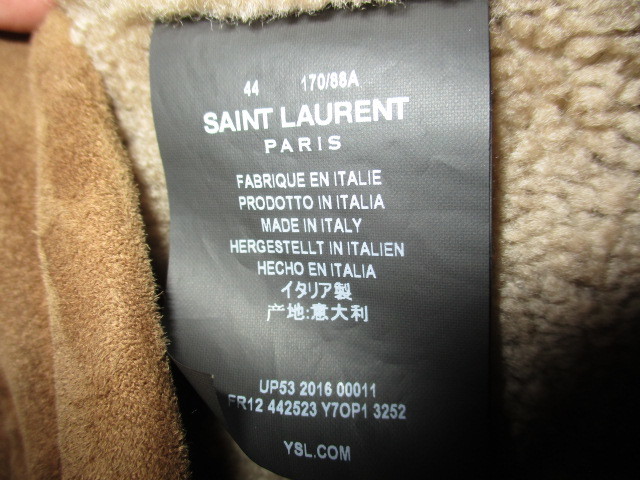 44 170/88A
SAINT LAURENT
PARIS
FABRIQUE EN ITALIE
PRODOTTO IN ITALIA
MADE IN ITALY
HERGESTELLT IN ITALIEN
HECHO EN ITALIA
イタリア製
产地:意大利
UP53 2016 00011
FR12 442523 Y7OP1 3252
YSL.COM